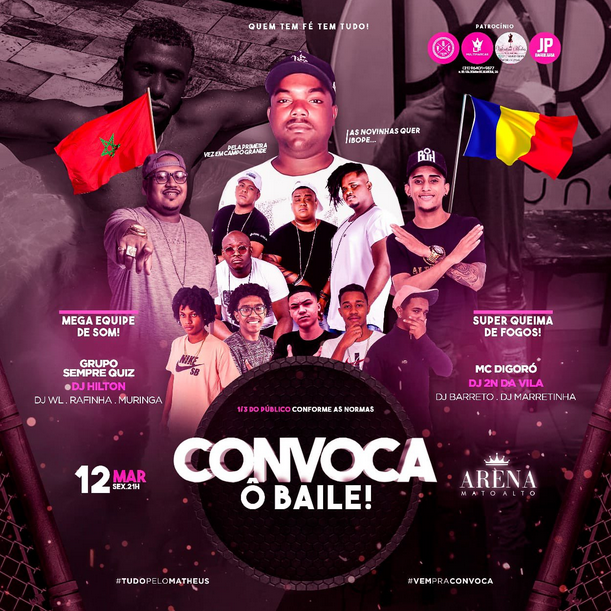 QUEM TEM FÉ TEM TUDO!
PATROCÍNIO
JP
PELA PRIMEIRA
VEZ EM CAMPO GRANDE
AS NOVINHAS QUER
IBOPE...
MEGA EQUIPE
DE SOM!
SUPER QUEIMA
DE FOGOS!
GRUPO
SEMPRE QUIZ
DJ HILTON
DJ WL . RAFINHA . MURINGA
MC DIGORÓ
DJ 2N DA VILA
DJ BARRETO . DJ MARRETINHA
1/3 DO PÚBLICO CONFORME AS NORMAS
CONVOCA
Ô BAILE!
12 MAR
SEX.21H
ARENA
MATO ALTO
#TUDOPELOMATHEUS
#VEMPRACONVOCA